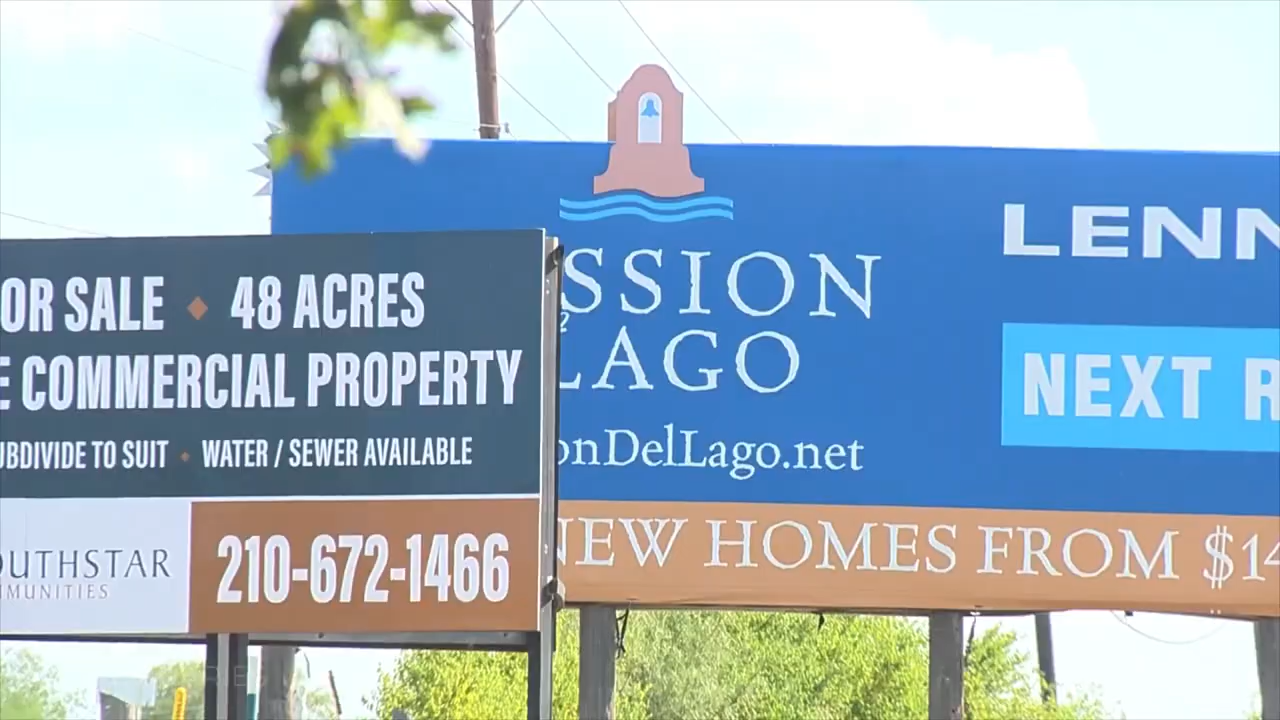 OR SALE ◆ 48 ACRES
E COMMERCIAL PROPERTY
UBDIVIDE TO SUIT ◆ WATER / SEWER AVAILABLE
OUTHSTAR
MMUNITIES
210-672-1466
SSION
LAGO
onDelLago.net
LENN
NEXT R
NEW HOMES FROM $14